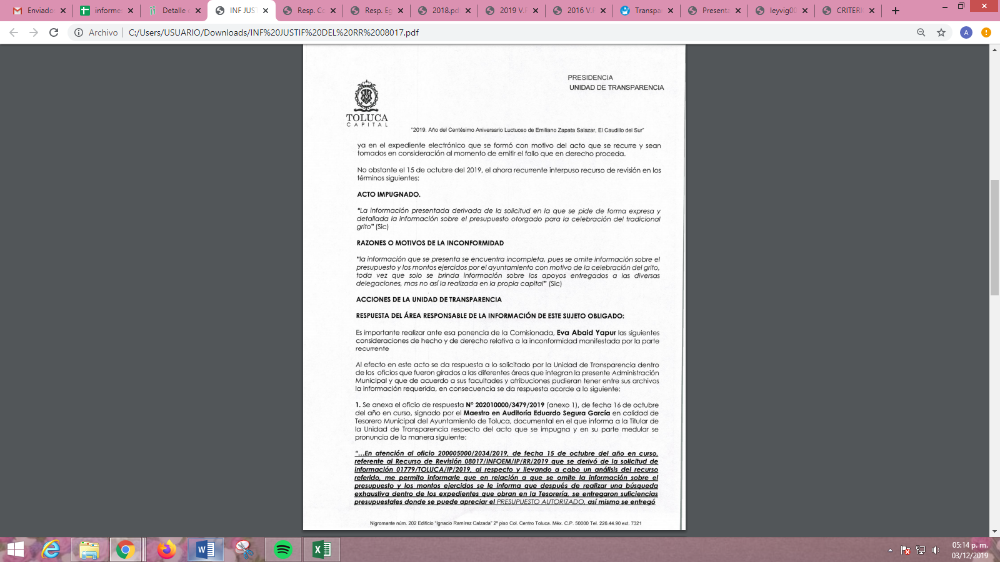 Enviados
informe
Detalle d
INF JUST
Resp. Co
Resp. Eg
2018.pd
2019 V.P
2016 V.P
Transpa
Presenta
leyvig00
CRITERI
Archivo | C:/Users/USUARIO/Downloads/INF%20JUSTIF%20DEL%20RR%2008017.pdf
A
PRESIDENCIA
UNIDAD DE TRANSPARENCIA
TOLUCA
CAPITAL
"2019. Año del Centésimo Aniversario Luctuoso de Emiliano Zapata Salazar, El Caudillo del Sur"
ya en el expediente electrónico que se formó con motivo del acto que se recurre y sean
tomados en consideración al momento de emitir el fallo que en derecho proceda.
No obstante el 15 de octubre del 2019, el ahora recurrente interpuso recurso de revisión en los
términos siguientes:
ACTO IMPUGNADO.
"La información presentada derivada de la solicitud en la que se pide de forma expresa y
detallada la información sobre el presupuesto otorgado para la celebración del tradicional
grito" (Sic)
RAZONES O MOTIVOS DE LA INCONFORMIDAD
"la información que se presenta se encuentra incompleta, pues se omite información sobre el
presupuesto y los montos ejercidos por el ayuntamiento con motivo de la celebración del grito,
toda vez que solo se brinda información sobre los apoyos entregados a las diversas
delegaciones, mas no así la realizada en la propia capital" (Sic)
ACCIONES DE LA UNIDAD DE TRANSPARENCIA
RESPUESTA DEL ÁREA RESPONSABLE DE LA INFORMACIÓN DE ESTE SUJETO OBLIGADO:
Es importante realizar ante esa ponencia de la Comisionada, Eva Abaid Yapur las siguientes
consideraciones de hecho y de derecho relativa a la inconformidad manifestada por la parte
recurrente
Al efecto en este acto se da respuesta a lo solicitado por la Unidad de Transparencia dentro
de los oficios que fueron girados a las diferentes áreas que integran la presente Administración
Municipal y que de acuerdo a sus facultades y atribuciones pudieran tener entre sus archivos
la información requerida, en consecuencia se da respuesta acorde a lo siguiente:
1. Se anexa el oficio de respuesta N° 202010000/3479/2019 (anexo 1), de fecha 16 de octubre
del año en curso, signado por el Maestro en Auditoría Eduardo Segura García en calidad de
Tesorero Municipal del Ayuntamiento de Toluca, documental en el que informa a la Titular de
la Unidad de Transparencia respecto del acto que se impugna y en su parte medular se
pronuncia de la manera siguiente:
"...En atención al oficio 200005000/2034/2019, de fecha 15 de octubre del año en curso,
referente al Recurso de Revisión 08017/INFOEM/IP/RR/2019 que se derivó de la solicitud de
información 01779/TOLUCA/IP/2019, al respecto y llevando a cabo un análisis del recurso
referido, me permito informarle que en relación a que se omite la información sobre el
presupuesto y los montos ejercidos se le informa que después de realizar una búsqueda
exhaustiva dentro de los expedientes que obran en la Tesorería, se entregaron suficiencias
presupuestales donde se puede apreciar el PRESUPUESTO AUTORIZADO, así mismo se entregó
Nigromante núm. 202 Edificio "Ignacio Ramírez Calzada" 2º piso Col. Centro Toluca. Méx. C.P. 50000 Tel. 226.44.90 ext. 7321
05:14 p. m.
03/12/2019